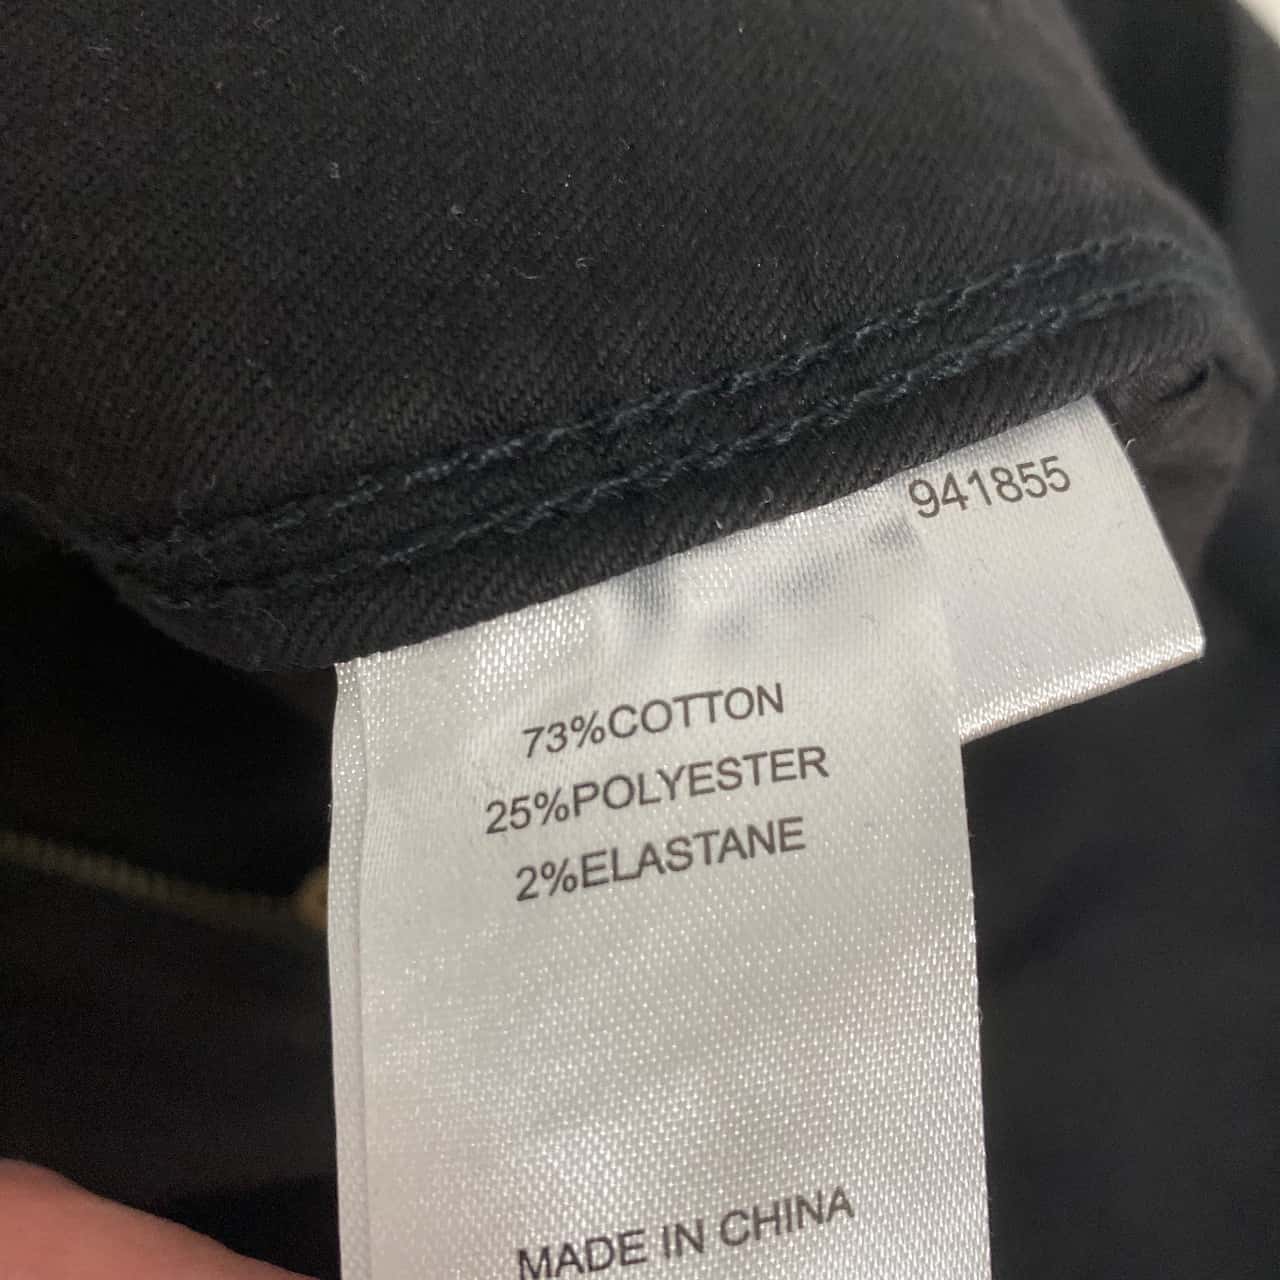 941855
73%COTTON
25%POLYESTER
2%ELASTANE
MADE IN CHINA